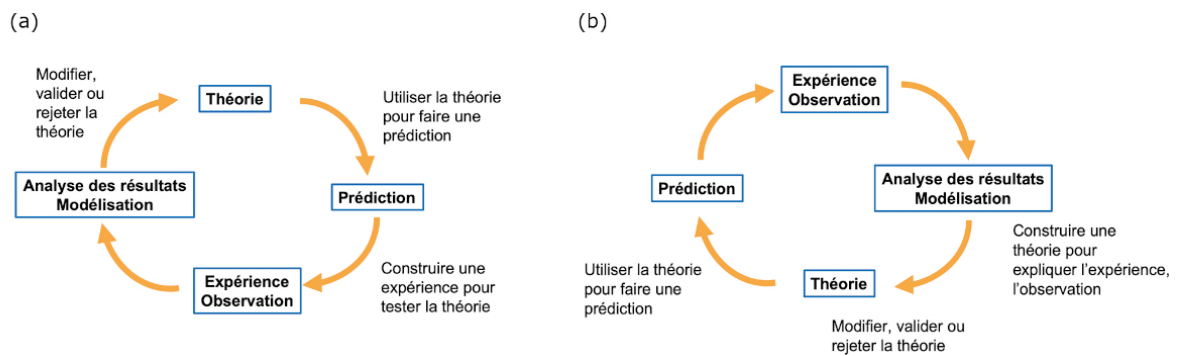 (a)
Modifier,
valider ou
rejeter la
théorie
Théorie
Utiliser la théorie
pour faire une
prédiction
Analyse des résultats
Modélisation
Prédiction
Expérience
Observation
Construire une
expérience pour
tester la théorie
(b)
Expérience
Observation
Prédiction
Analyse des résultats
Modélisation
Construire une
théorie pour
expliquer l'expérience,
l'observation
Utiliser la théorie
pour faire une
prédiction
Théorie
Modifier, valider ou
rejeter la théorie